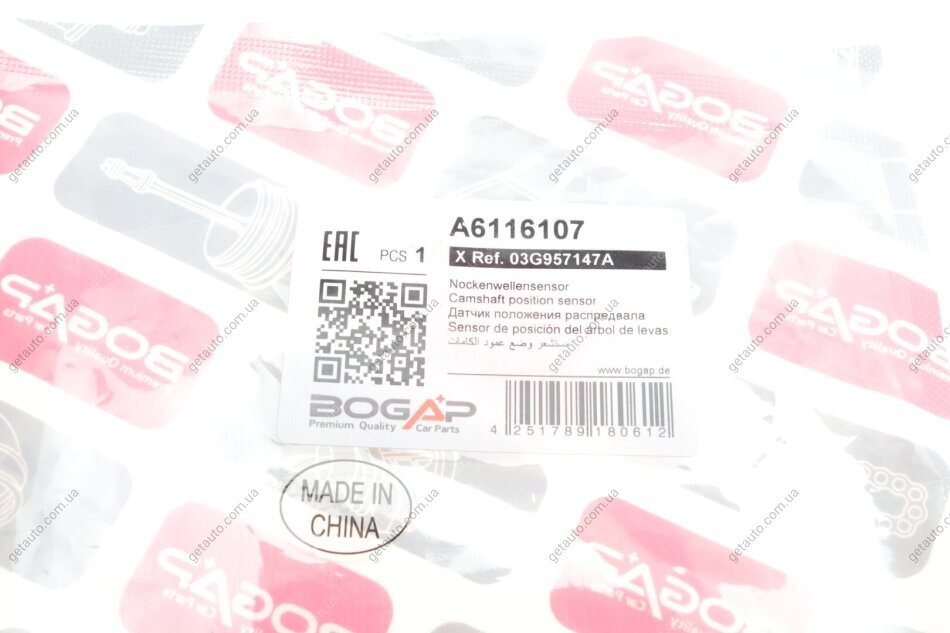 A6116107
EAC PCS 1
X Ref. 03G957147A
Nockenwellensensor
Camshaft position sensor
Датчик положения распредвала
Sensor de posición del árbol de levas
مستشعر وضع عمود الكامات
www.bogap.de
BOGAP
Premium Quality Car Parts
4 251789 180612
MADE IN
CHINA
BOGAP
Car Parts
Premium Quality
getauto.com.ua